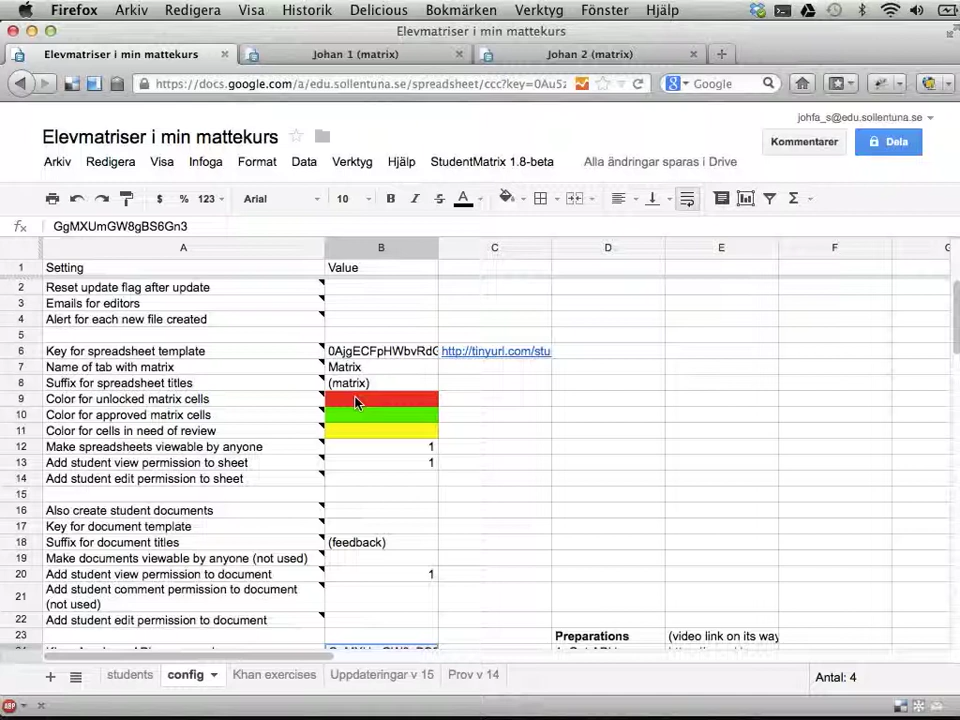 Firefox Arkiv Redigera Visa Historik Delicious Bokmärken Verktyg Fönster Hjälp
Elevmatriser i min mattekurs
Elevmatriser i min mattekurs Johan 1 (matrix) Johan 2 (matrix)
https://docs.google.com/a/edu.sollentuna.se/spreadsheet/ccc?key=0Au5z Google
johfa_s@edu.sollentuna.se
Elevmatriser i min mattekurs Kommentarer Dela
Arkiv Redigera Visa Infoga Format Data Verktyg Hjälp StudentMatrix 1.8-beta Alla ändringar sparas i Drive
$ % 123 Arial 10 B I S A Σ
fx GgMXUmGW8gBS6Gn3
A B C D E F
1 Setting Value
2 Reset update flag after update
3 Emails for editors
4 Alert for each new file created
5
6 Key for spreadsheet template 0AjgECFpHWbvRdG http://tinyurl.com/stu
7 Name of tab with matrix Matrix
8 Suffix for spreadsheet titles (matrix)
9 Color for unlocked matrix cells
10 Color for approved matrix cells
11 Color for cells in need of review
12 Make spreadsheets viewable by anyone 1
13 Add student view permission to sheet 1
14 Add student edit permission to sheet
15
16 Also create student documents
17 Key for document template
18 Suffix for document titles (feedback)
19 Make documents viewable by anyone (not used)
20 Add student view permission to document 1
21 Add student comment permission to document
(not used)
22 Add student edit permission to document
23 Preparations (video link on its way
students config Khan exercises Uppdateringar v 15 Prov v 14 Antal: 4
ABP